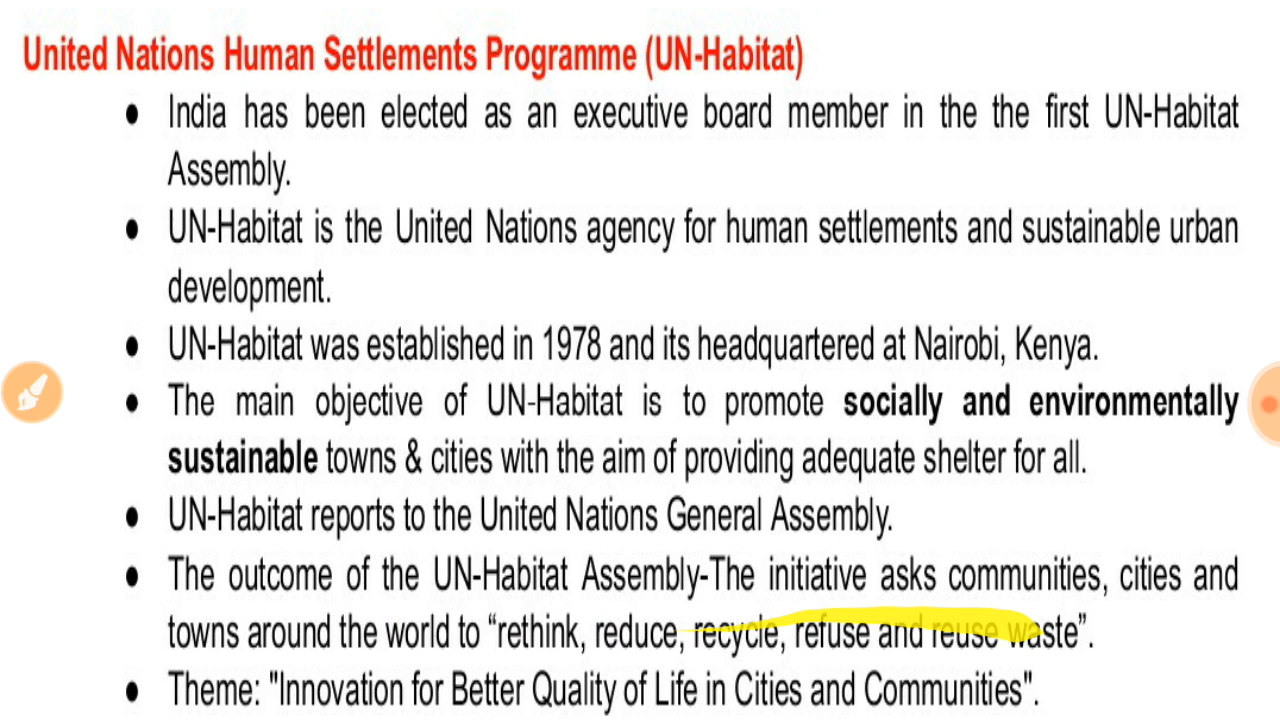 United Nations Human Settlements Programme (UN-Habitat)
● India has been elected as an executive board member in the the first UN-Habitat
Assembly.
● UN-Habitat is the United Nations agency for human settlements and sustainable urban
development.
● UN-Habitat was established in 1978 and its headquartered at Nairobi, Kenya.
● The main objective of UN-Habitat is to promote socially and environmentally
sustainable towns & cities with the aim of providing adequate shelter for all.
● UN-Habitat reports to the United Nations General Assembly.
● The outcome of the UN-Habitat Assembly-The initiative asks communities, cities and
towns around the world to “rethink, reduce, recycle, refuse and reuse waste”.
● Theme: "Innovation for Better Quality of Life in Cities and Communities".